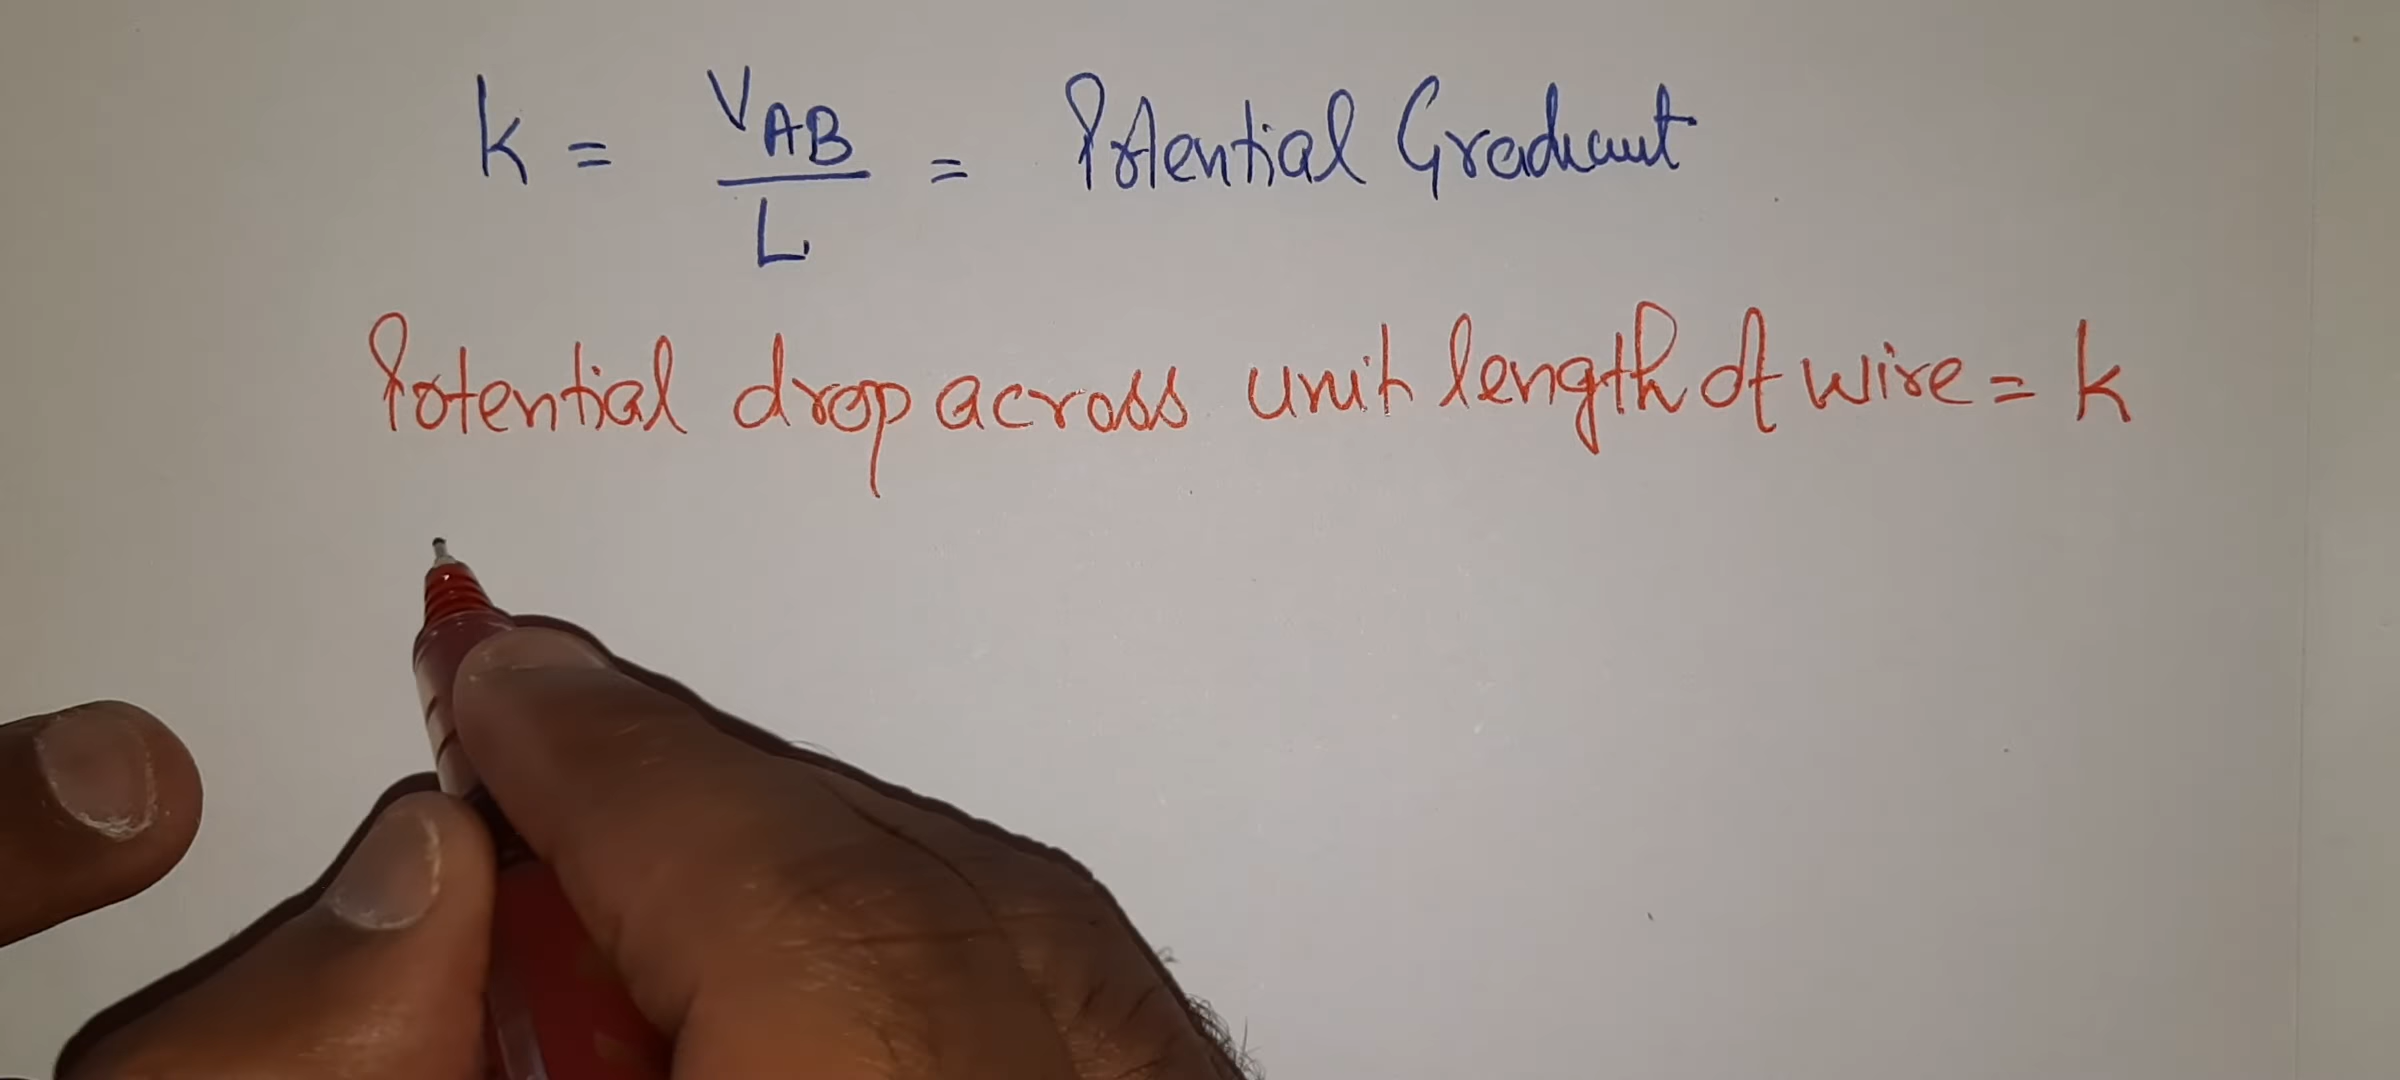 k = V_AB / L = Potential Gradient
Potential drop across unit length of wire = k